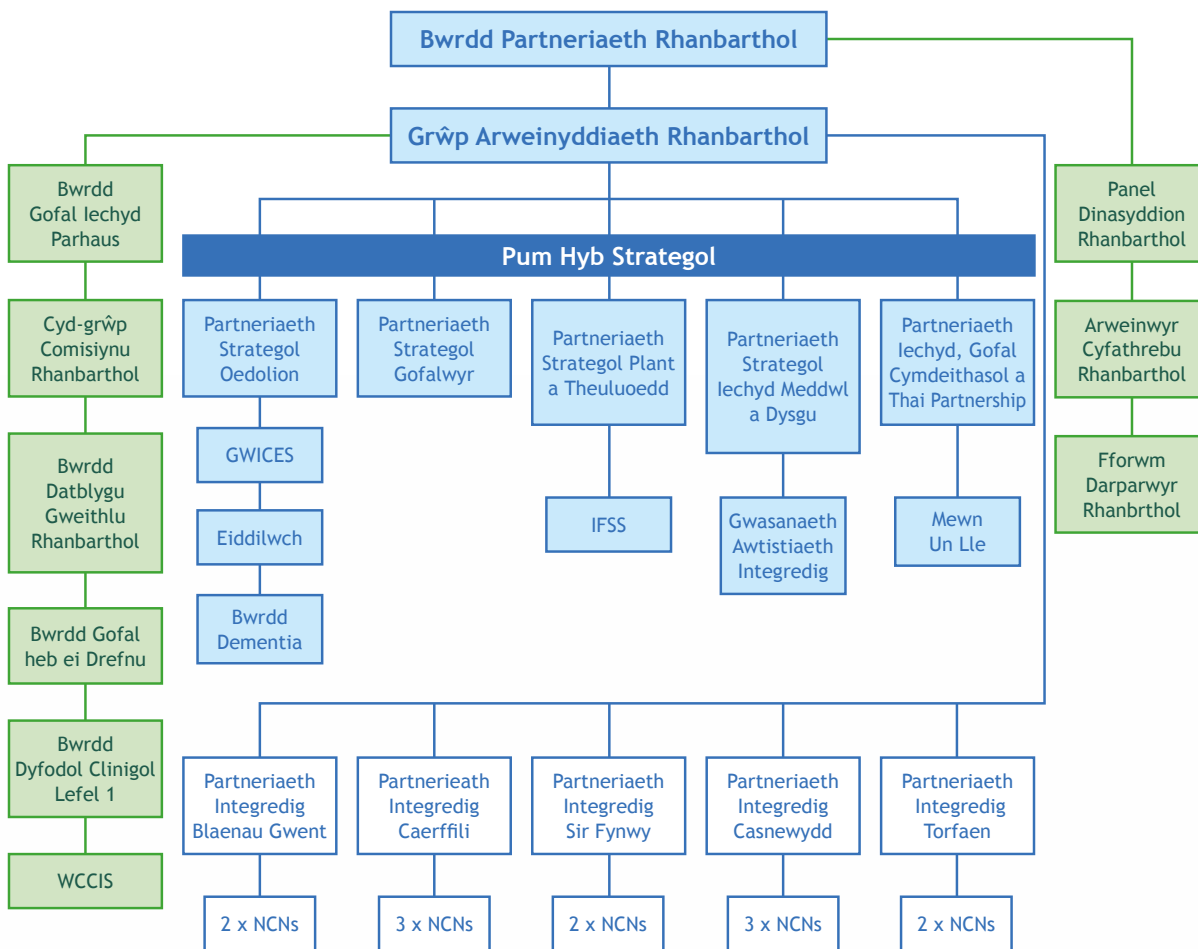 Bwrdd Partneriaeth Rhanbarthol
Grŵp Arweinyddiaeth Rhanbarthol
Bwrdd
Gofal Iechyd
Parhaus
Cyd-grŵp
Comisiynu
Rhanbarthol
Bwrdd
Datblygu
Gweithlu
Rhanbarthol
Bwrdd Gofal
heb ei Drefnu
Bwrdd
Dyfodol Clinigol
Lefel 1
WCCIS
Pum Hyb Strategol
Partneriaeth
Strategol
Oedolion
GWICES
Eiddilwch
Bwrdd
Dementia
Partneriaeth
Strategol
Gofalwyr
Partneriaeth
Strategol Plant
a Theuluoedd
IFSS
Partneriaeth
Strategol
Iechyd Meddwl
a Dysgu
Gwasanaeth
Awtistiaeth
Integredig
Partneriaeth
Iechyd, Gofal
Cymdeithasol a
Thai Partnership
Mewn
Un Lle
Panel
Dinasyddion
Rhanbarthol
Arweinwyr
Cyfathrebu
Rhanbarthol
Fforwm
Darparwyr
Rhanbrthol
Partneriaeth
Integredig
Blaenau Gwent
2 x NCNs
Partnerieath
Integredig
Caerffili
3 x NCNs
Partneriaeth
Integredig
Sir Fynwy
2 x NCNs
Partneriaeth
Integredig
Casnewydd
3 x NCNs
Partneriaeth
Integredig
Torfaen
2 x NCNs